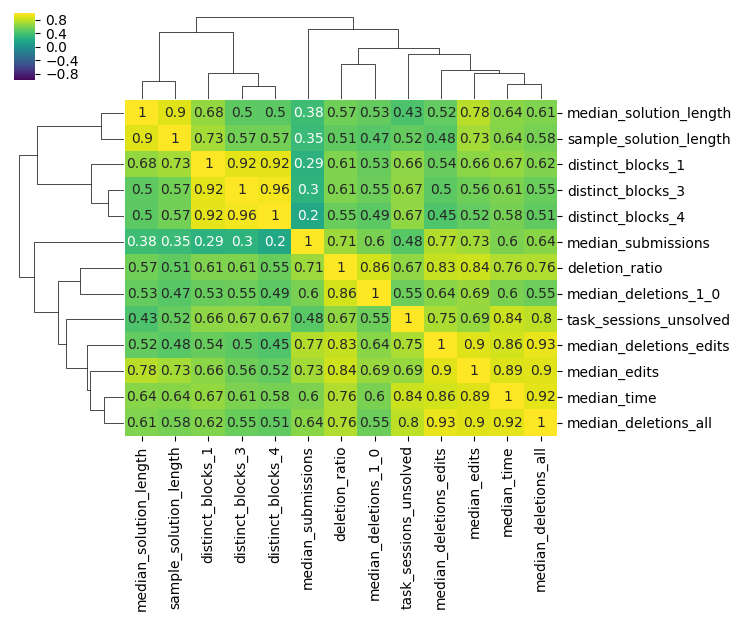 0.8
0.4
0.0
−0.4
−0.8
1 0.9 0.68 0.5 0.5 0.38 0.57 0.53 0.43 0.52 0.78 0.64 0.61 median_solution_length
0.9 1 0.73 0.57 0.57 0.35 0.51 0.47 0.52 0.48 0.73 0.64 0.58 sample_solution_length
0.68 0.73 1 0.92 0.92 0.29 0.61 0.53 0.66 0.54 0.66 0.67 0.62 distinct_blocks_1
0.5 0.57 0.92 1 0.96 0.3 0.61 0.55 0.67 0.5 0.56 0.61 0.55 distinct_blocks_3
0.5 0.57 0.92 0.96 1 0.2 0.55 0.49 0.67 0.45 0.52 0.58 0.51 distinct_blocks_4
0.38 0.35 0.29 0.3 0.2 1 0.71 0.6 0.48 0.77 0.73 0.6 0.64 median_submissions
0.57 0.51 0.61 0.61 0.55 0.71 1 0.86 0.67 0.83 0.84 0.76 0.76 deletion_ratio
0.53 0.47 0.53 0.55 0.49 0.6 0.86 1 0.55 0.64 0.69 0.6 0.55 median_deletions_1_0
0.43 0.52 0.66 0.67 0.67 0.48 0.67 0.55 1 0.75 0.69 0.84 0.8 task_sessions_unsolved
0.52 0.48 0.54 0.5 0.45 0.77 0.83 0.64 0.75 1 0.9 0.86 0.93 median_deletions_edits
0.78 0.73 0.66 0.56 0.52 0.73 0.84 0.69 0.69 0.9 1 0.89 0.9 median_edits
0.64 0.64 0.67 0.61 0.58 0.6 0.76 0.6 0.84 0.86 0.89 1 0.92 median_time
0.61 0.58 0.62 0.55 0.51 0.64 0.76 0.55 0.8 0.93 0.9 0.92 1 median_deletions_all
median_solution_length
sample_solution_length
distinct_blocks_1
distinct_blocks_3
distinct_blocks_4
median_submissions
deletion_ratio
median_deletions_1_0
task_sessions_unsolved
median_deletions_edits
median_edits
median_time
median_deletions_all